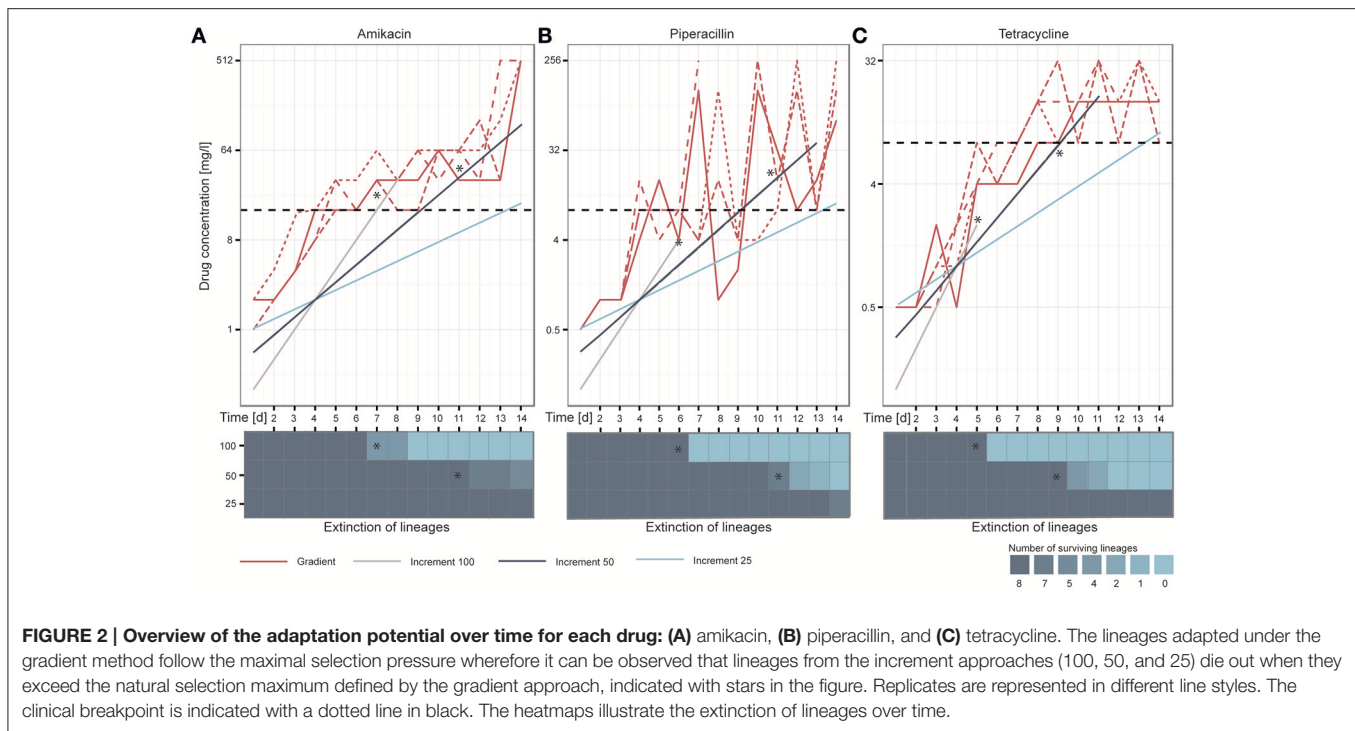 A
Amikacin
B
Piperacillin
C
Tetracycline
Drug concentration [mg/l]
512
64
8
1
256
32
4
0.5
32
4
0.5
Time [d] 2 3 4 5 6 7 8 9 10 11 12 13 14
Time [d] 2 3 4 5 6 7 8 9 10 11 12 13 14
Time [d] 2 3 4 5 6 7 8 9 10 11 12 13 14
100
50
25
* * * * * *
Extinction of lineages
Extinction of lineages
Extinction of lineages
Gradient
Increment 100
Increment 50
Increment 25
Number of surviving lineages
8 7 5 4 2 1 0
FIGURE 2 | Overview of the adaptation potential over time for each drug: (A) amikacin, (B) piperacillin, and (C) tetracycline. The lineages adapted under the
gradient method follow the maximal selection pressure wherefore it can be observed that lineages from the increment approaches (100, 50, and 25) die out when they
exceed the natural selection maximum defined by the gradient approach, indicated with stars in the figure. Replicates are represented in different line styles. The
clinical breakpoint is indicated with a dotted line in black. The heatmaps illustrate the extinction of lineages over time.